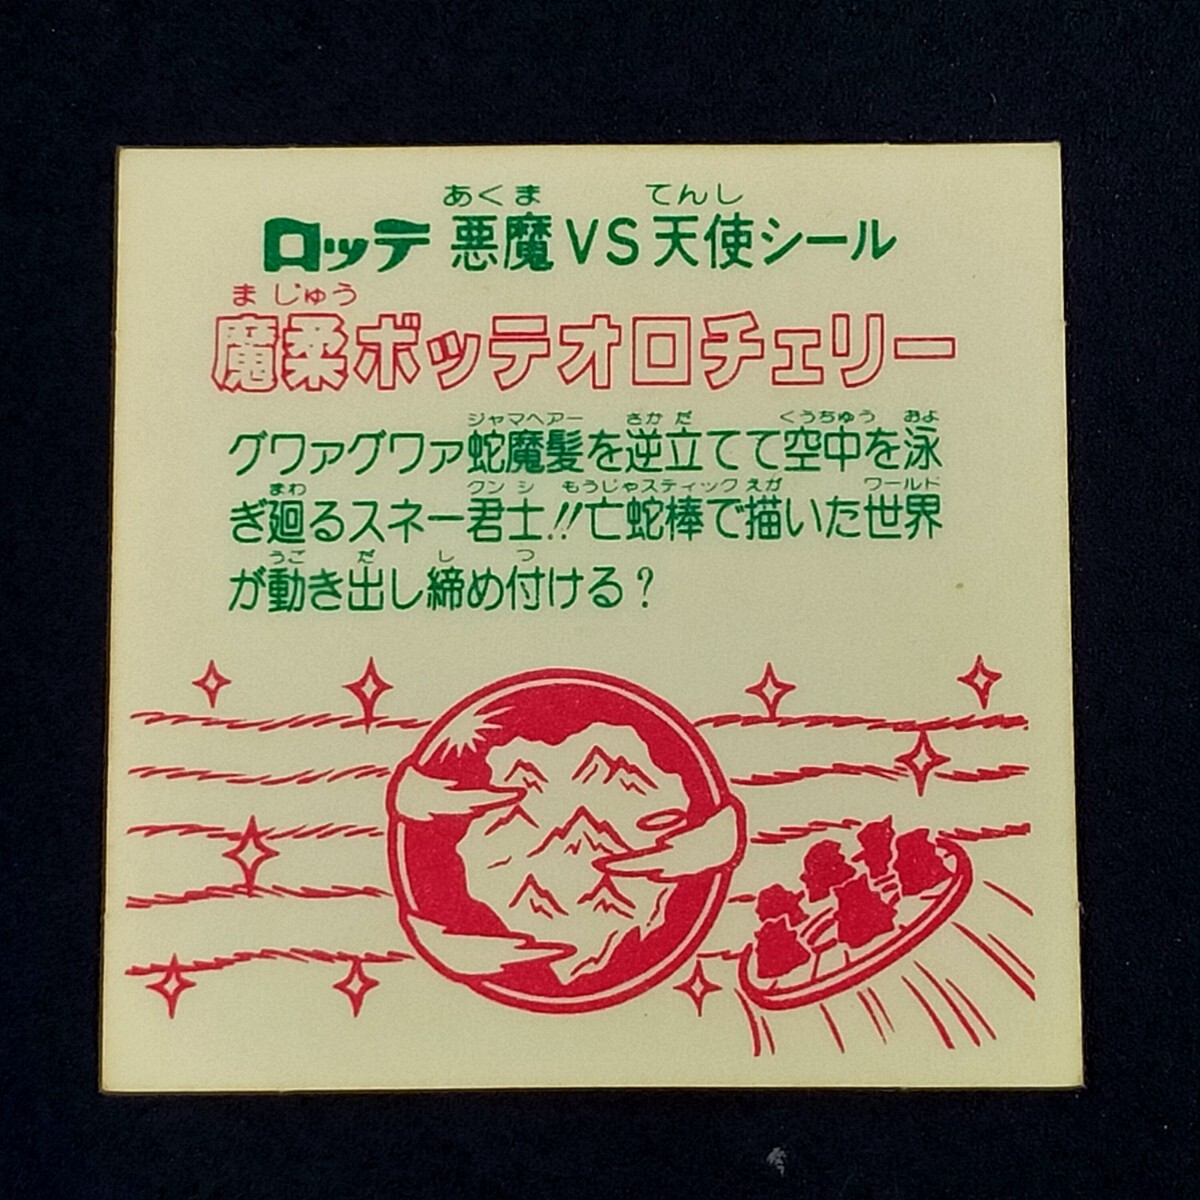 あくま てんし
ロッテ 悪魔VS天使シール
まじゅう
魔柔ボッテオロチェリー
ジャマヘアー さかだ くうちゅう およ
グワァグワァ蛇魔髪を逆立てて空中を泳
まわ クンシ もうじゃスティック えが ワールド
ぎ廻るスネー君士!!亡蛇棒で描いた世界
うご だ し つ
が動き出し締め付ける?